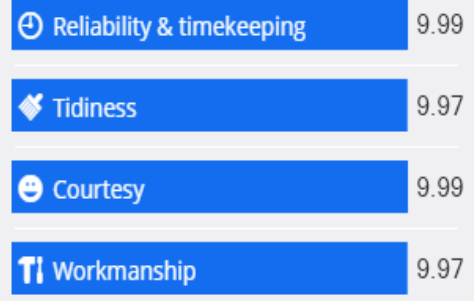 Reliability & timekeeping 9.99
Tidiness 9.97
Courtesy 9.99
Workmanship 9.97